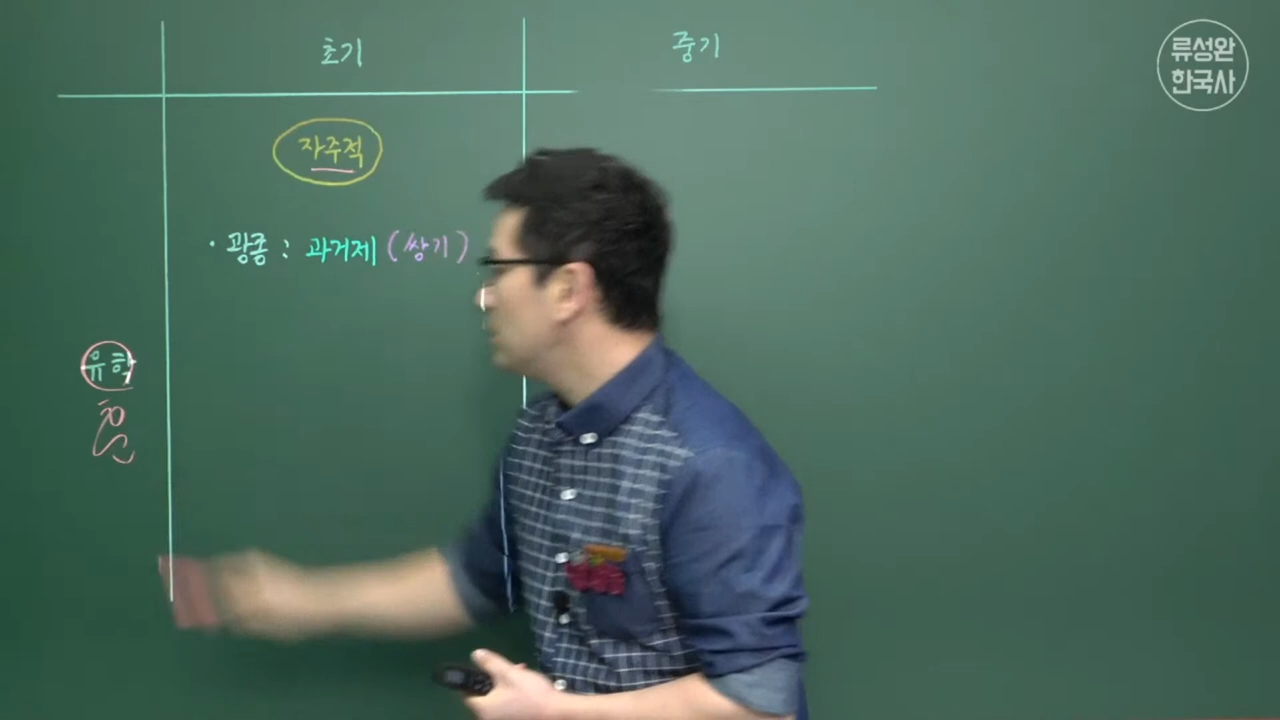 초기
중기
류성완
한국사
자주적
· 광종 : 과거제 (쌍기)
유학